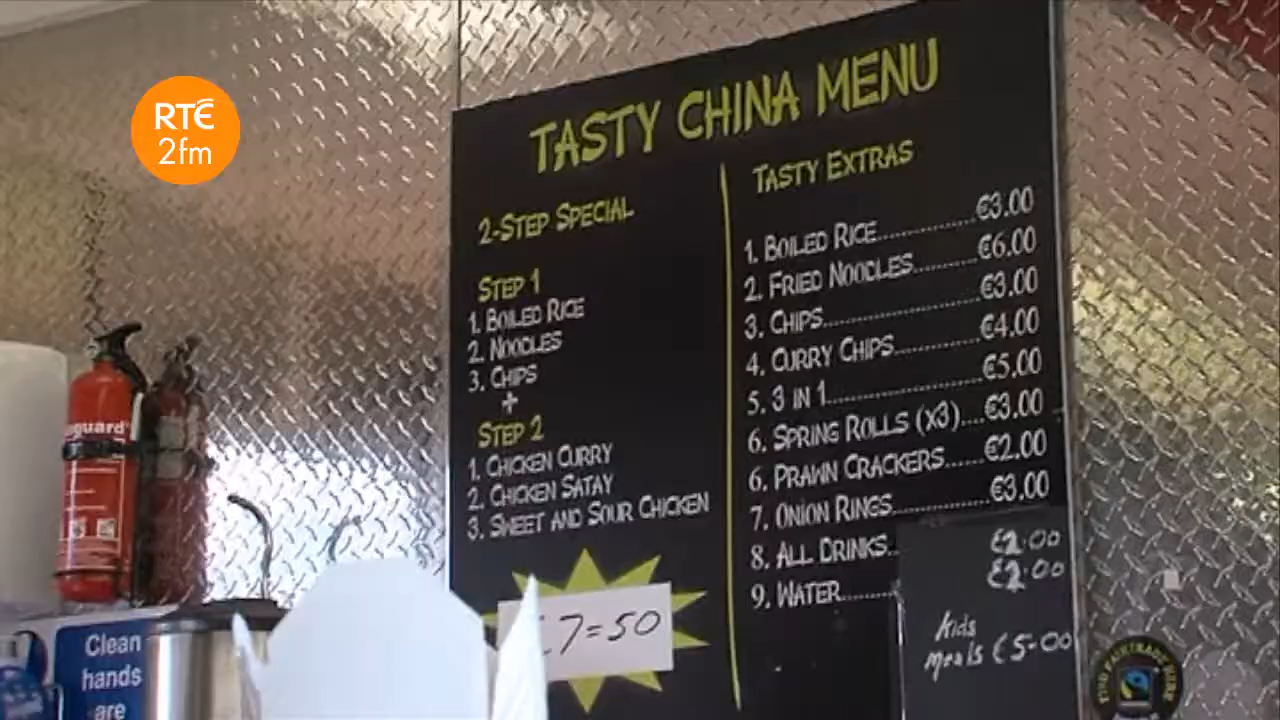 RTÉ
2fm
TASTY CHINA MENU
2-STEP SPECIAL
STEP 1
1. BOILED RICE
2. NOODLES
3. CHIPS
+
STEP 2
1. CHICKEN CURRY
2. CHICKEN SATAY
3. SWEET AND SOUR CHICKEN
7=50
TASTY EXTRAS
1. BOILED RICE..............€3.00
2. FRIED NOODLES.........€6.00
3. CHIPS......................€3.00
4. CURRY CHIPS............€4.00
5. 3 IN 1.....................€5.00
6. SPRING ROLLS (X3)....€3.00
6. PRAWN CRACKERS......€2.00
7. ONION RINGS.............€3.00
8. ALL DRINKS.. €2.00
9. WATER........ €2.00
Kids
meals €5-00
guard
Clean
hands
are